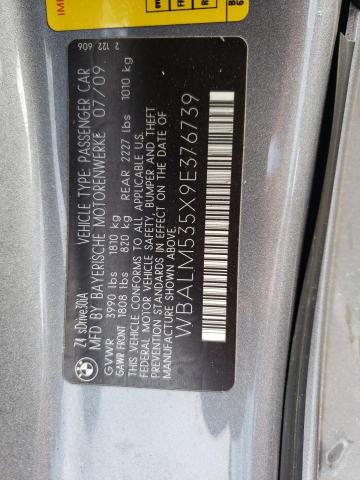 Z4 sDrive30iA VEHICLE TYPE: PASSENGER CAR 2 122 606
MFD BY BAYERISCHE MOTORENWERKE 07/09
GVWR 3990 lbs 1810 kg
GAWR FRONT 1808 lbs 820 kg REAR 2227 lbs 1010 kg
THIS VEHICLE CONFORMS TO ALL APPLICABLE U.S.
FEDERAL MOTOR VEHICLE SAFETY, BUMPER AND THEFT
PREVENTION STANDARDS IN EFFECT ON THE DATE OF
MANUFACTURE SHOWN ABOVE.
WBALM535X9E376739